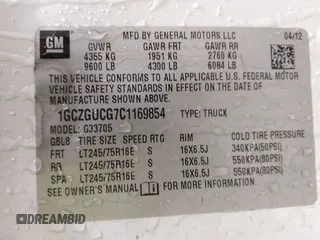 GM
MFD BY GENERAL MOTORS LLC
04/12
GVWR GAWR FRT GAWR RR
4355 KG 1951 KG 2760 KG
9600 LB 4300 LB 6084 LB
THIS VEHICLE CONFORMS TO ALL APPLICABLE U.S. FEDERAL MOTOR
VEHICLE SAFETY STANDARDS IN EFFECT ON THE DATE OF
MANUFACTURE SHOWN ABOVE.
1GCZGUCG7C1169854 TYPE: TRUCK
G33705
GBL8 TIRE SIZE SPEED RTG RIM COLD TIRE PRESSURE
FRT LT245/75R16E S 16X6.5J 340KPA(50PSI)
RR LT245/75R16E S 16X6.5J 550KPA(80PSI)
SPA LT245/75R16E S 16X6.5J 550KPA(80PSI)
SEE OWNER'S MANUAL FOR ADDITIONAL INFORMATION.
DREAMBID